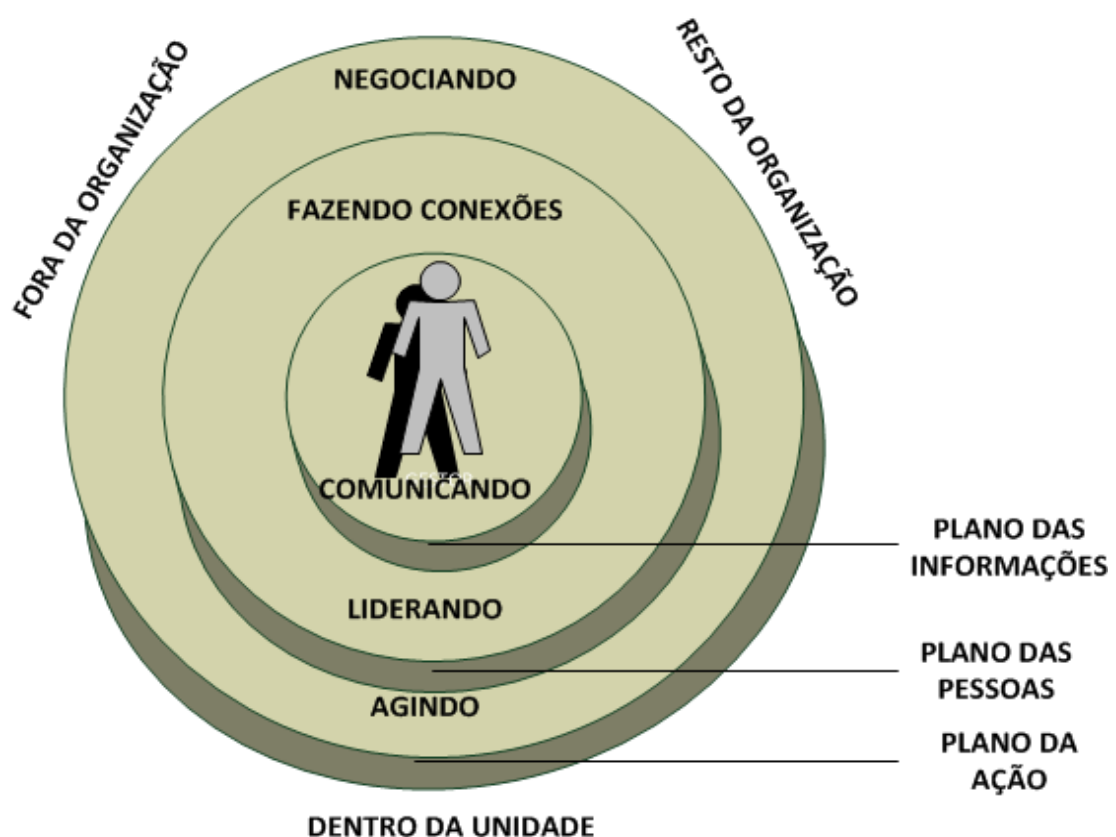 FORA DA ORGANIZAÇÃO
RESTO DA ORGANIZAÇÃO
NEGOCIANDO
FAZENDO CONEXÕES
GESTOR
COMUNICANDO
PLANO DAS
INFORMAÇÕES
LIDERANDO
PLANO DAS
PESSOAS
AGINDO
PLANO DA
AÇÃO
DENTRO DA UNIDADE